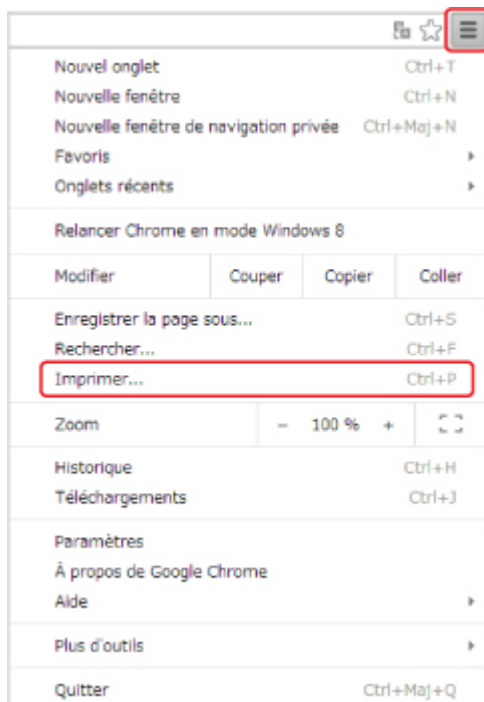 Nouvel onglet Ctrl+T
Nouvelle fenêtre Ctrl+N
Nouvelle fenêtre de navigation privée Ctrl+Maj+N
Favoris
Onglets récents
Relancer Chrome en mode Windows 8
Modifier Couper Copier Coller
Enregistrer la page sous... Ctrl+S
Rechercher... Ctrl+F
Imprimer... Ctrl+P
Zoom - 100 % +
Historique Ctrl+H
Téléchargements Ctrl+J
Paramètres
À propos de Google Chrome
Aide
Plus d'outils
Quitter Ctrl+Maj+Q